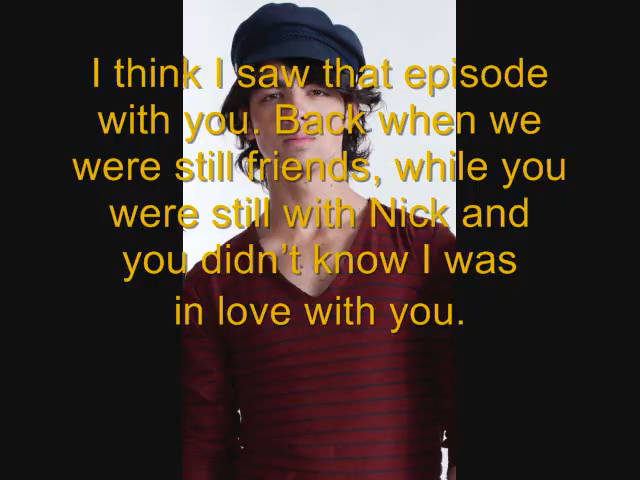 I think I saw that episode
with you. Back when we
were still friends, while you
were still with Nick and
you didn’t know I was
in love with you.